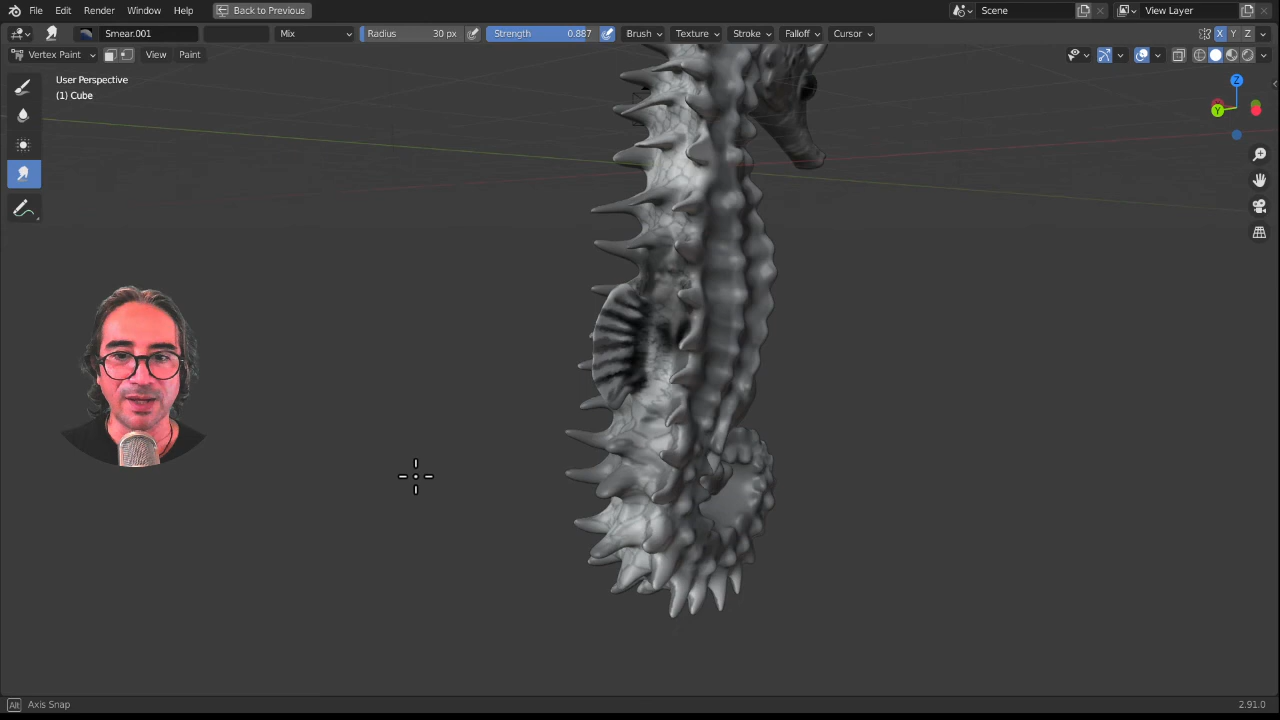 File Edit Render Window Help Back to Previous Scene View Layer
Smear.001 Mix Radius 30 px Strength 0.887 Brush Texture Stroke Falloff Cursor X Y Z
Vertex Paint View Paint
User Perspective
(1) Cube
Z
Y
Alt Axis Snap 2.91.0